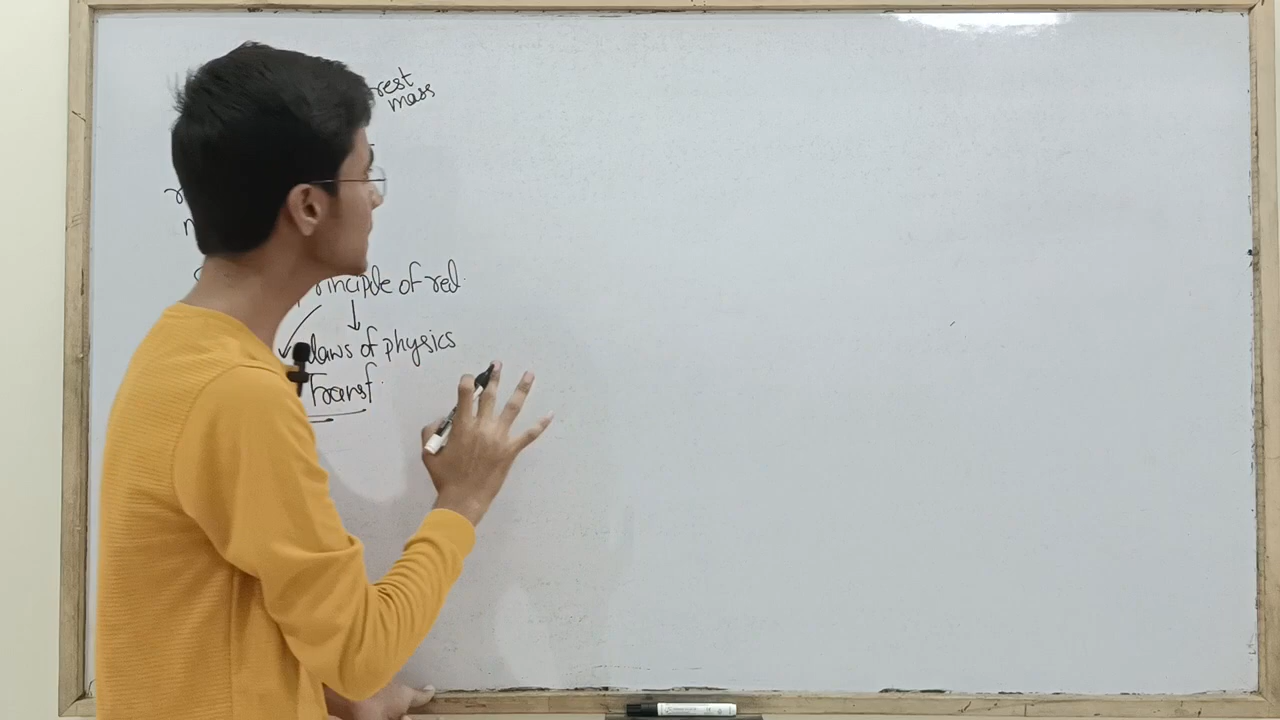 rest
mass
principle of rel.
laws of physics
Transf.